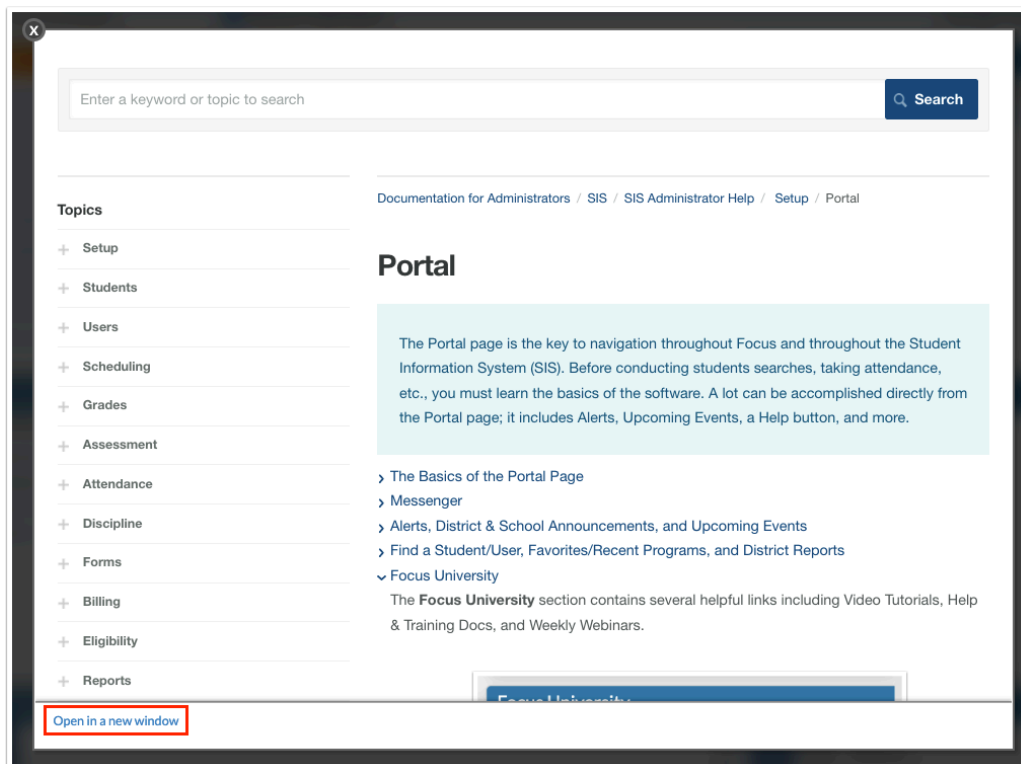 X
Enter a keyword or topic to search
Search
Topics
Setup
Students
Users
Scheduling
Grades
Assessment
Attendance
Discipline
Forms
Billing
Eligibility
Reports
Documentation for Administrators / SIS / SIS Administrator Help / Setup / Portal
Portal
The Portal page is the key to navigation throughout Focus and throughout the Student
Information System (SIS). Before conducting students searches, taking attendance,
etc., you must learn the basics of the software. A lot can be accomplished directly from
the Portal page; it includes Alerts, Upcoming Events, a Help button, and more.
The Basics of the Portal Page
Messenger
Alerts, District & School Announcements, and Upcoming Events
Find a Student/User, Favorites/Recent Programs, and District Reports
Focus University
The Focus University section contains several helpful links including Video Tutorials, Help
& Training Docs, and Weekly Webinars.
Focus University
Open in a new window